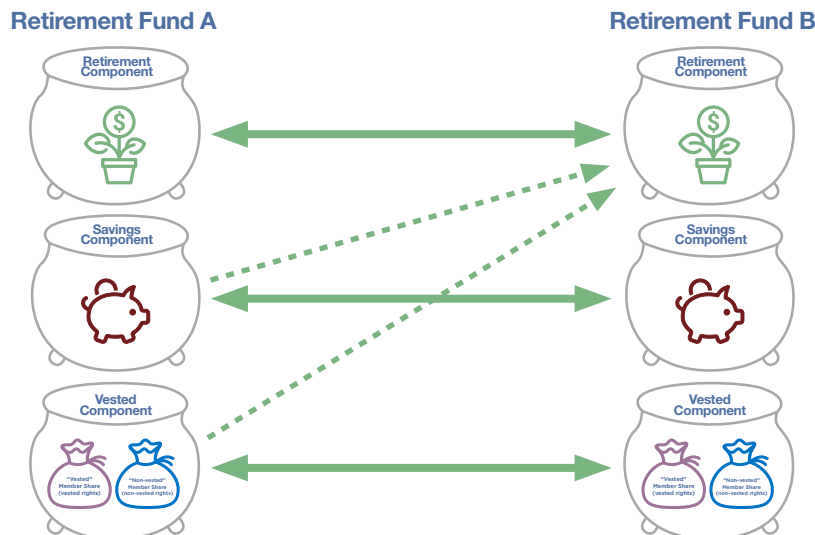 Retirement Fund A
Retirement Fund B
Retirement
Component
$
Retirement
Component
$
Savings
Component
Savings
Component
Vested
Component
"Vested"
Member Share
(vested rights)
"Non-vested"
Member Share
(non-vested rights)
Vested
Component
"Vested"
Member Share
(vested rights)
"Non-vested"
Member Share
(non-vested rights)